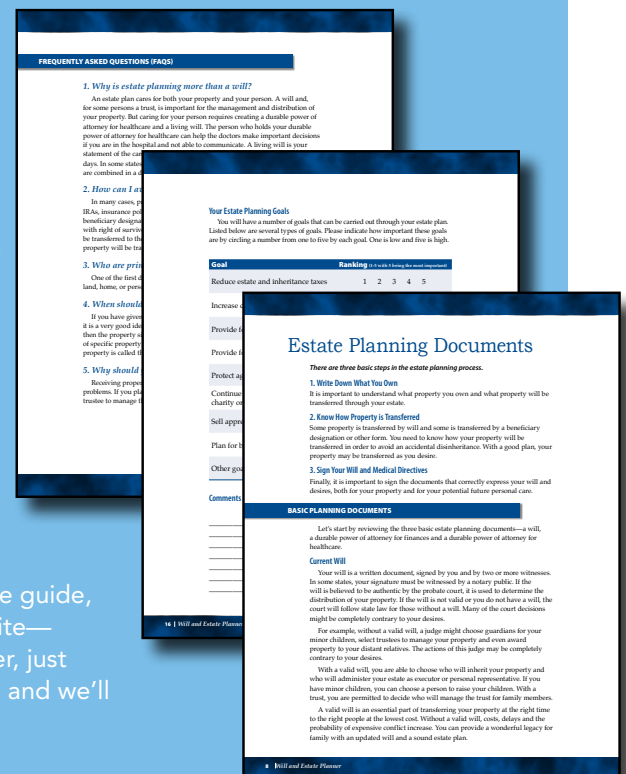 FREQUENTLY ASKED QUESTIONS (FAQS)
1. Why is estate planning more than a will?
An estate plan cares for both your property and your person. A will and,
for some persons a trust, is important for the management and distribution of
your property. But caring for your person requires creating a durable power of
attorney for healthcare and a living will. The person who holds your durable
power of attorney for healthcare can help the doctors make important decisions
if you are in the hospital and not able to communicate. A living will is your
statement of the
days. In some states
are combined in a
2. How can I
In many cases,
IRAs, insurance
beneficiary
with right of
be transferred to the
property will be
3. Who are
One of the first
land, home, or
4. When should
If you have given
it is a very good
then the property
of specific property
property is called
5. Why should
Receiving
problems. If you
trustee to manage
Your Estate Planning Goals
You will have a number of goals that can be carried out through your estate plan.
Listed below are several types of goals. Please indicate how important these goals
are by circling a number from one to five by each goal. One is low and five is high.
Goal Ranking (1-5 with 5 being the most important)
Reduce estate and inheritance taxes 1 2 3 4 5
Increase
Provide
Provide
Protect
Continue
charity
Sell
Plan for
Other
Comments
16 | Will and Estate Planner
Estate Planning Documents
There are three basic steps in the estate planning process.
1. Write Down What You Own
It is important to understand what property you own and what property will be
transferred through your estate.
2. Know How Property is Transferred
Some property is transferred by will and some is transferred by a beneficiary
designation or other form. You need to know how your property will be
transferred in order to avoid an accidental disinheritance. With a good plan, your
property may be transferred as you desire.
3. Sign Your Will and Medical Directives
Finally, it is important to sign the documents that correctly express your will and
desires, both for your property and for your potential future personal care.
BASIC PLANNING DOCUMENTS
Let's start by reviewing the three basic estate planning documents—a will,
a durable power of attorney for finances and a durable power of attorney for
healthcare.
Current Will
Your will is a written document, signed by you and by two or more witnesses.
In some states, your signature must be witnessed by a notary public. If the
will is believed to be authentic by the probate court, it is used to determine the
distribution of your property. If the will is not valid or you do not have a will, the
court will follow state law for those without a will. Many of the court decisions
might be completely contrary to your desires.
For example, without a valid will, a judge might choose guardians for your
minor children, select trustees to manage your property and even award
property to your distant relatives. The actions of this judge may be completely
contrary to your desires.
With a valid will, you are able to choose who will inherit your property and
who will administer your estate as executor or personal representative. If you
have minor children, you can choose a person to raise your children. With a
trust, you are permitted to decide who will manage the trust for family members.
A valid will is an essential part of transferring your property at the right time
to the right people at the lowest cost. Without a valid will, costs, delays and the
probability of expensive conflict increase. You can provide a wonderful legacy for
family with an updated will and a sound estate plan.
8 | Will and Estate Planner
guide,
just
and we'll